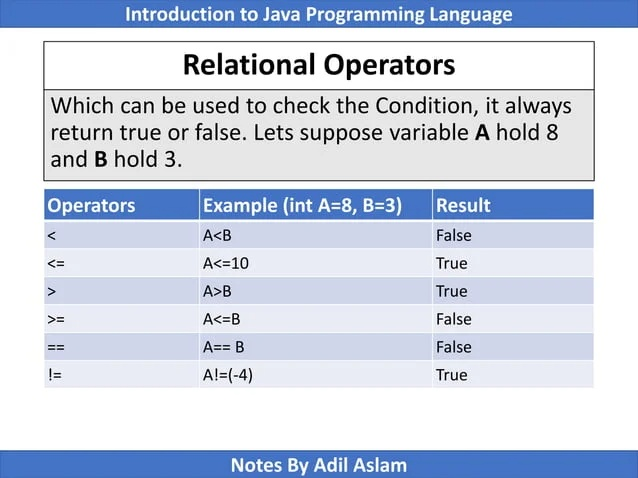 Introduction to Java Programming Language
Relational Operators
Which can be used to check the Condition, it always
return true or false. Lets suppose variable A hold 8
and B hold 3.
Operators Example (int A=8, B=3) Result
< A<B False
<= A<=10 True
> A>B True
>= A<=B False
== A== B False
!= A!=(-4) True
Notes By Adil Aslam